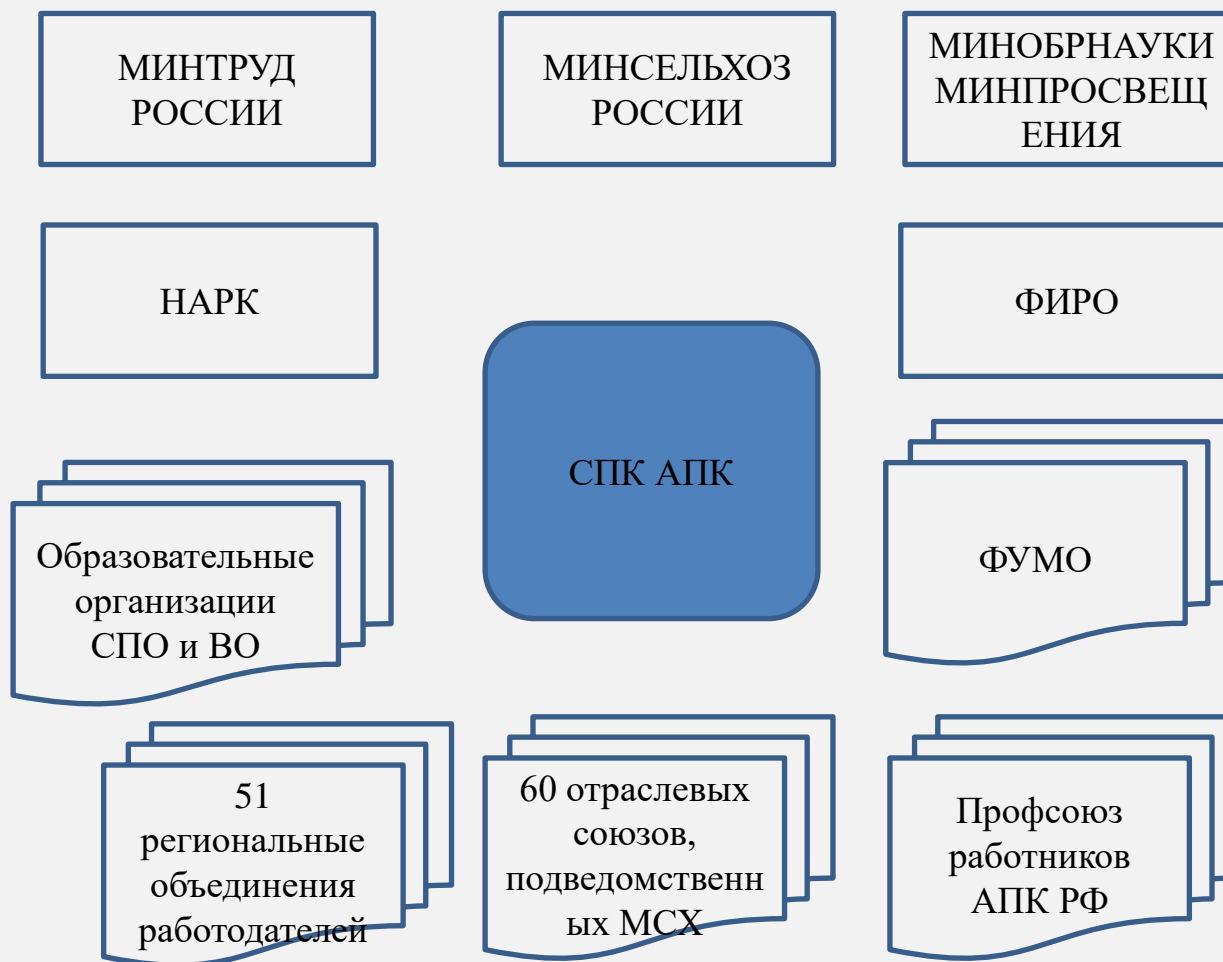 МИНТРУД
РОССИИ
МИНСЕЛЬХОЗ
РОССИИ
МИНОБРНАУКИ
МИНПРОСВЕЩ
ЕНИЯ
НАРК
ФИРО
СПК АПК
Образовательные
организации
СПО и ВО
ФУМО
51
региональные
объединения
работодателей
60 отраслевых
союзов,
подведомственн
ых МСХ
Профсоюз
работников
АПК РФ